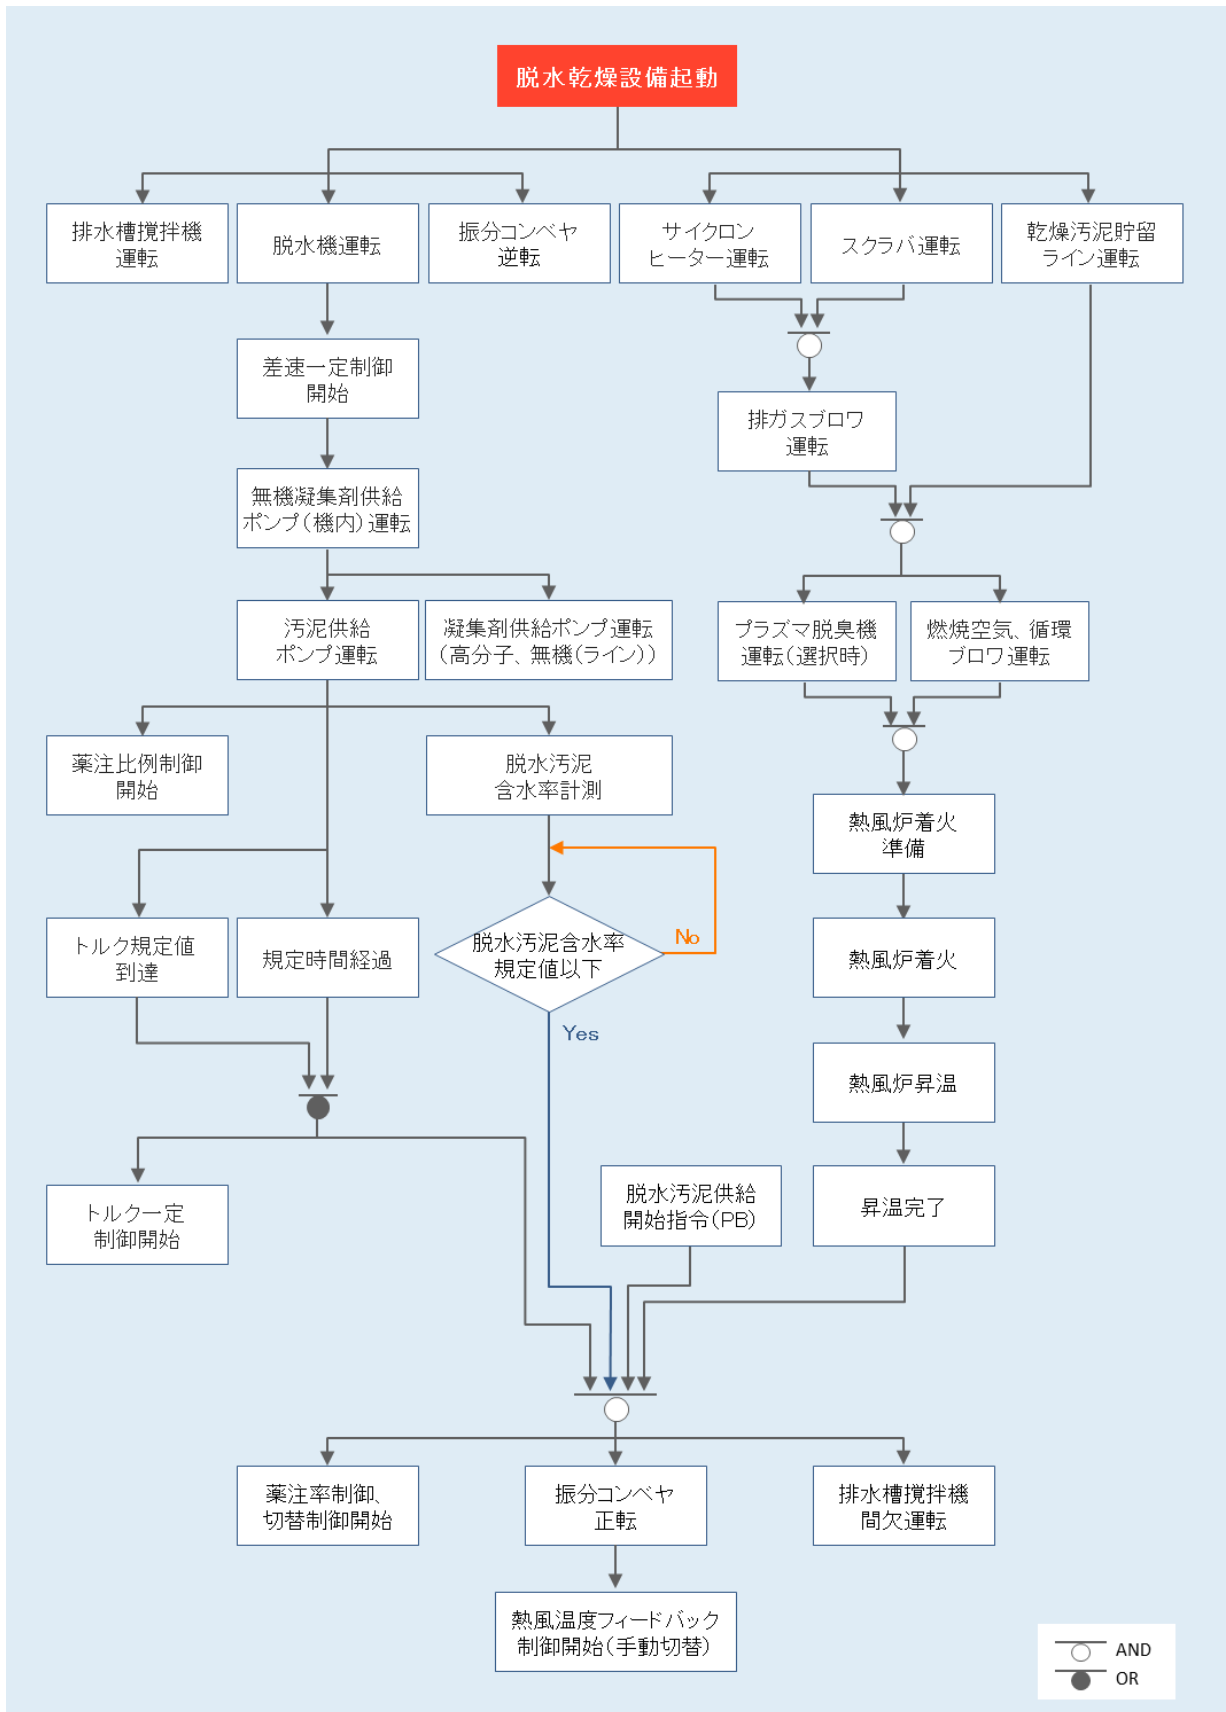 脱水乾燥設備起動
排水槽攪拌機
運転
脱水機運転
振分コンベヤ
逆転
サイクロン
ヒーター運転
スクラバ運転
乾燥汚泥貯留
ライン運転
差速一定制御
開始
排ガスブロワ
運転
無機凝集剤供給
ポンプ(機内)運転
汚泥供給
ポンプ運転
凝集剤供給ポンプ運転
(高分子、無機(ライン))
プラズマ脱臭機
運転(選択時)
燃焼空気、循環
ブロワ運転
薬注比例制御
開始
脱水汚泥
含水率計測
熱風炉着火
準備
トルク規定値
到達
規定時間経過
脱水汚泥含水率
規定値以下
No
Yes
熱風炉着火
熱風炉昇温
トルク一定
制御開始
脱水汚泥供給
開始指令(PB)
昇温完了
薬注率制御、
切替制御開始
振分コンベヤ
正転
排水槽攪拌機
間欠運転
熱風温度フィードバック
制御開始(手動切替)
AND
OR